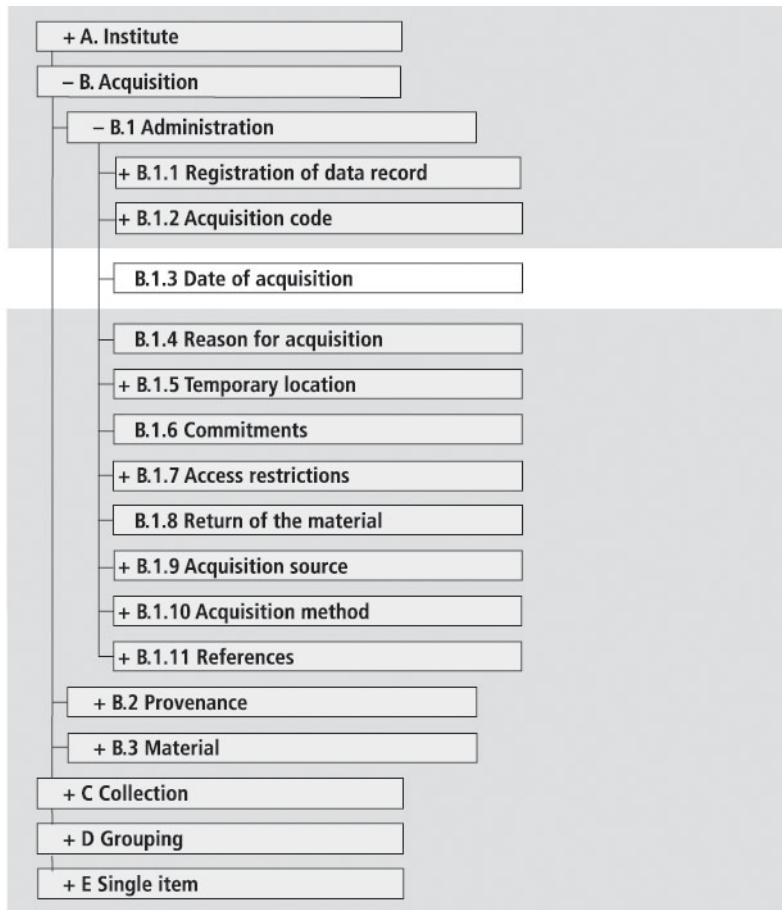 + A. Institute
– B. Acquisition
– B.1 Administration
+ B.1.1 Registration of data record
+ B.1.2 Acquisition code
B.1.3 Date of acquisition
B.1.4 Reason for acquisition
+ B.1.5 Temporary location
B.1.6 Commitments
+ B.1.7 Access restrictions
B.1.8 Return of the material
+ B.1.9 Acquisition source
+ B.1.10 Acquisition method
+ B.1.11 References
+ B.2 Provenance
+ B.3 Material
+ C Collection
+ D Grouping
+ E Single item